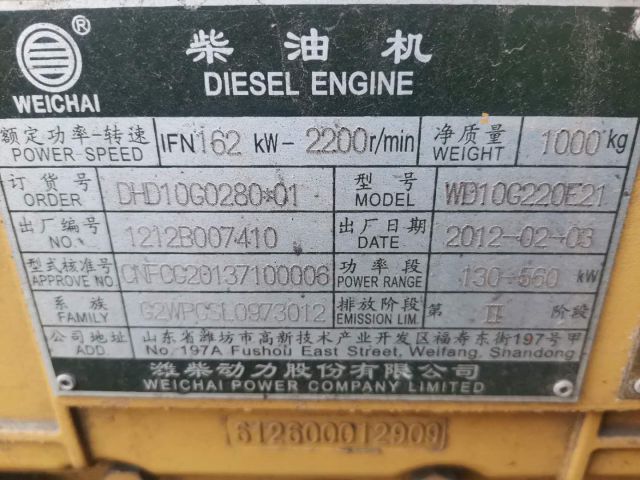 柴油机
DIESEL ENGINE
®
WEICHAI
额定功率-转速 IFN162 kW- 2200r/min 净质量 1000kg
POWER-SPEED WEIGHT
订货号 DHD10G0280*01 型号 WD10G220E21
ORDER MODEL
出厂编号 1212B007410 出厂日期 2012-02-03
NO. DATE
型式核准号 CNFCG20137100006 功率段 130-560 kW
APPROVE NO. POWER RANGE
系族 G2WPCSL0973012 排放阶段 第 II 阶段
FAMILY EMISSION LIM.
公司地址 山东省潍坊市高新技术产业开发区福寿东街197号甲
ADD. No. 197A Fushou East Street, Weifang, Shandong
潍柴动力股份有限公司
WEICHAI POWER COMPANY LIMITED
612600012909